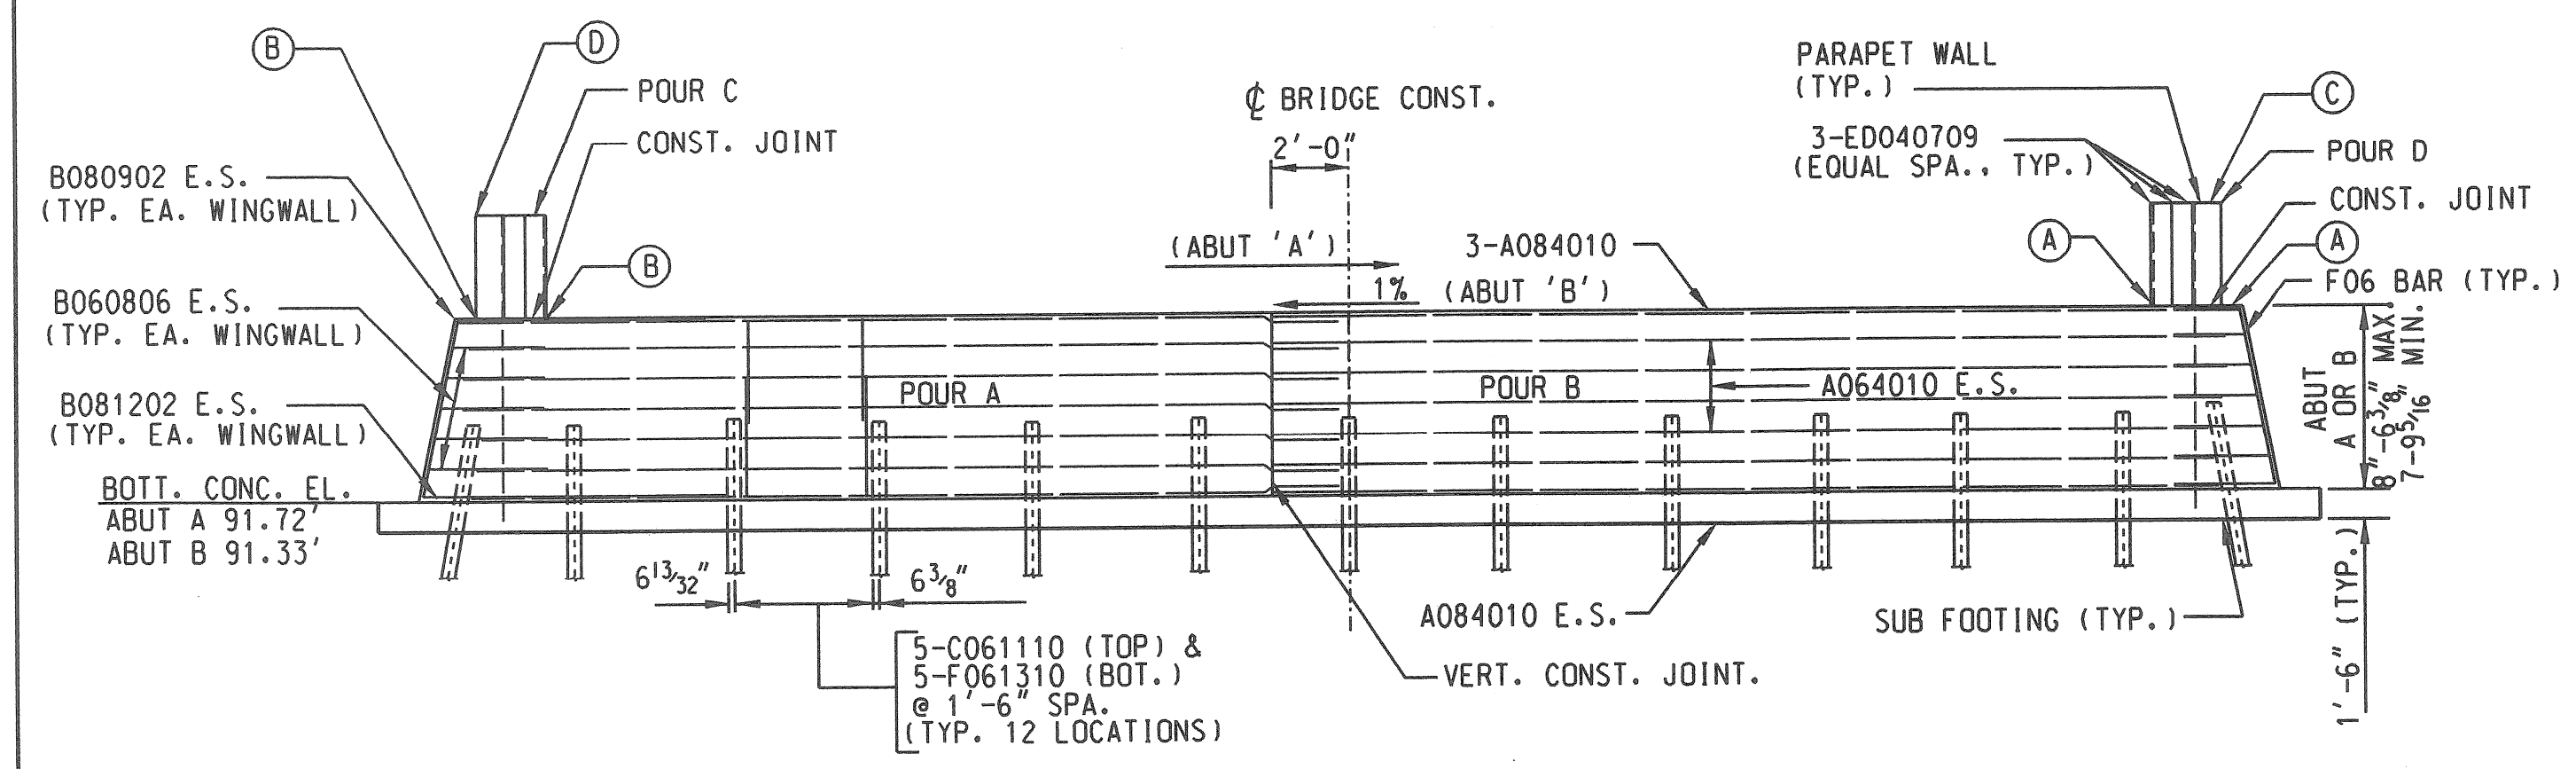 B
D
POUR C
CONST. JOINT
B080902 E.S.
(TYP. EA. WINGWALL)
B
B060806 E.S.
(TYP. EA. WINGWALL)
B081202 E.S.
(TYP. EA. WINGWALL)
BOTT. CONC. EL.
ABUT A 91.72'
ABUT B 91.33'
℄ BRIDGE CONST.
2'-0"
(ABUT 'A')
1%
(ABUT 'B')
3-A084010
PARAPET WALL
(TYP.)
C
3-ED040709
(EQUAL SPA., TYP.)
POUR D
CONST. JOINT
A
A
F06 BAR (TYP.)
POUR A
POUR B
A064010 E.S.
ABUT
A OR B
8"-6 3/8" MAX.
7-9 5/16" MIN.
6 13/32"
6 3/8"
5-C061110 (TOP) &
5-F061310 (BOT.)
@ 1'-6" SPA.
(TYP. 12 LOCATIONS)
VERT. CONST. JOINT.
A084010 E.S.
SUB FOOTING (TYP.)
1'-6" (TYP.)